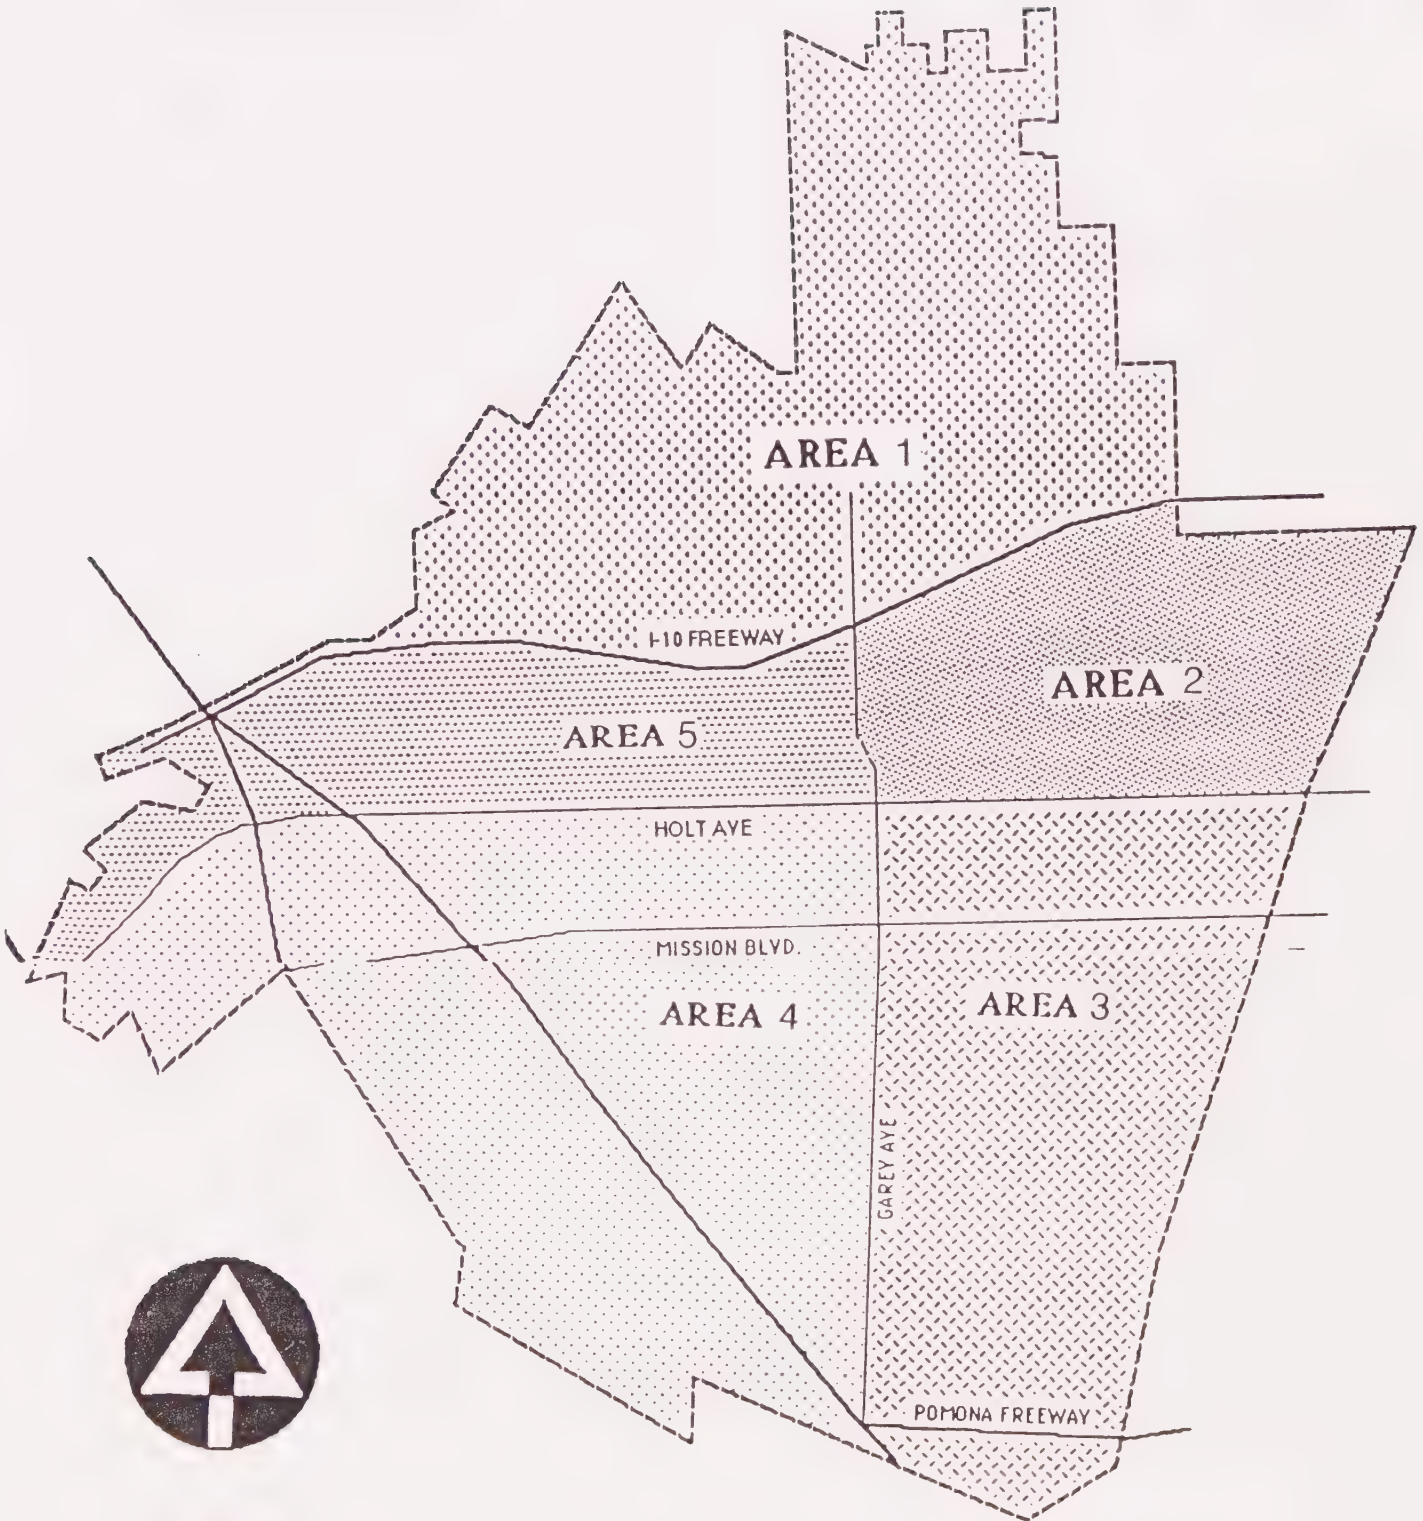 AREA 1
I-10 FREEWAY
AREA 2
AREA 5
HOLT AVE
MISSION BLVD.
AREA 4
AREA 3
GAREY AVE
POMONA FREEWAY